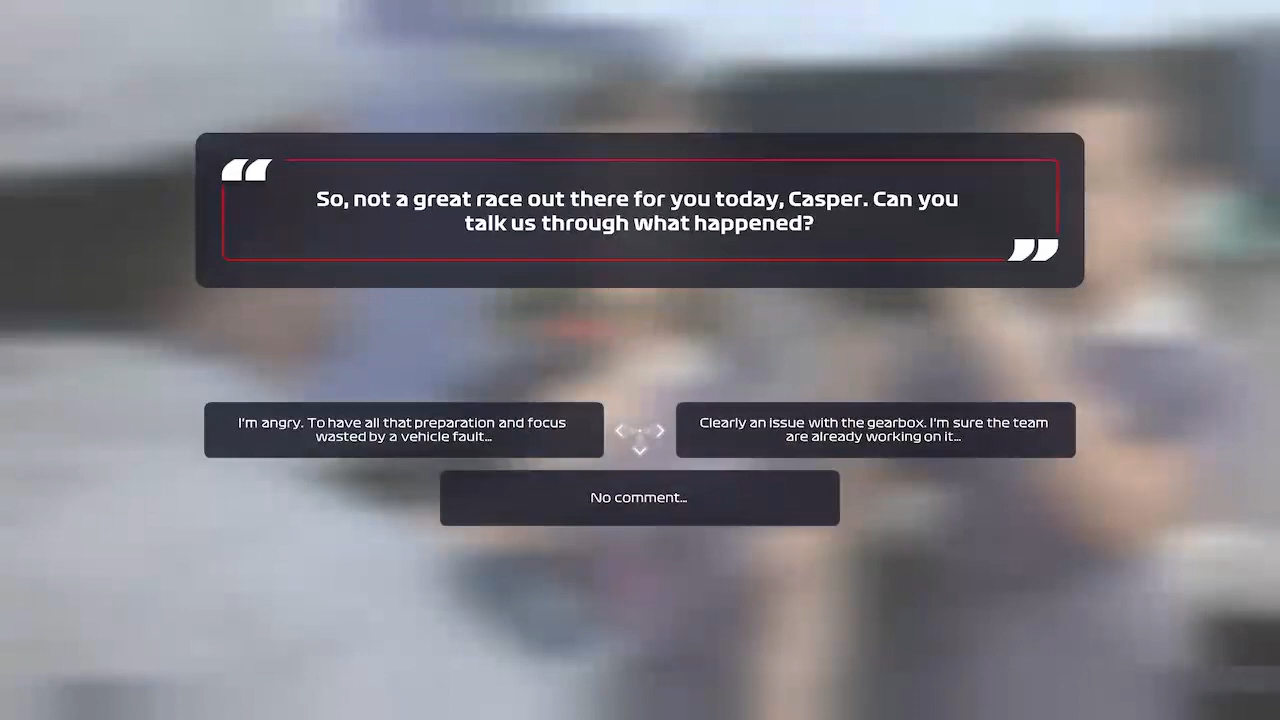 So, not a great race out there for you today, Casper. Can you
talk us through what happened?
I'm angry. To have all that preparation and focus
wasted by a vehicle fault...
Clearly an issue with the gearbox. I'm sure the team
are already working on it...
No comment...